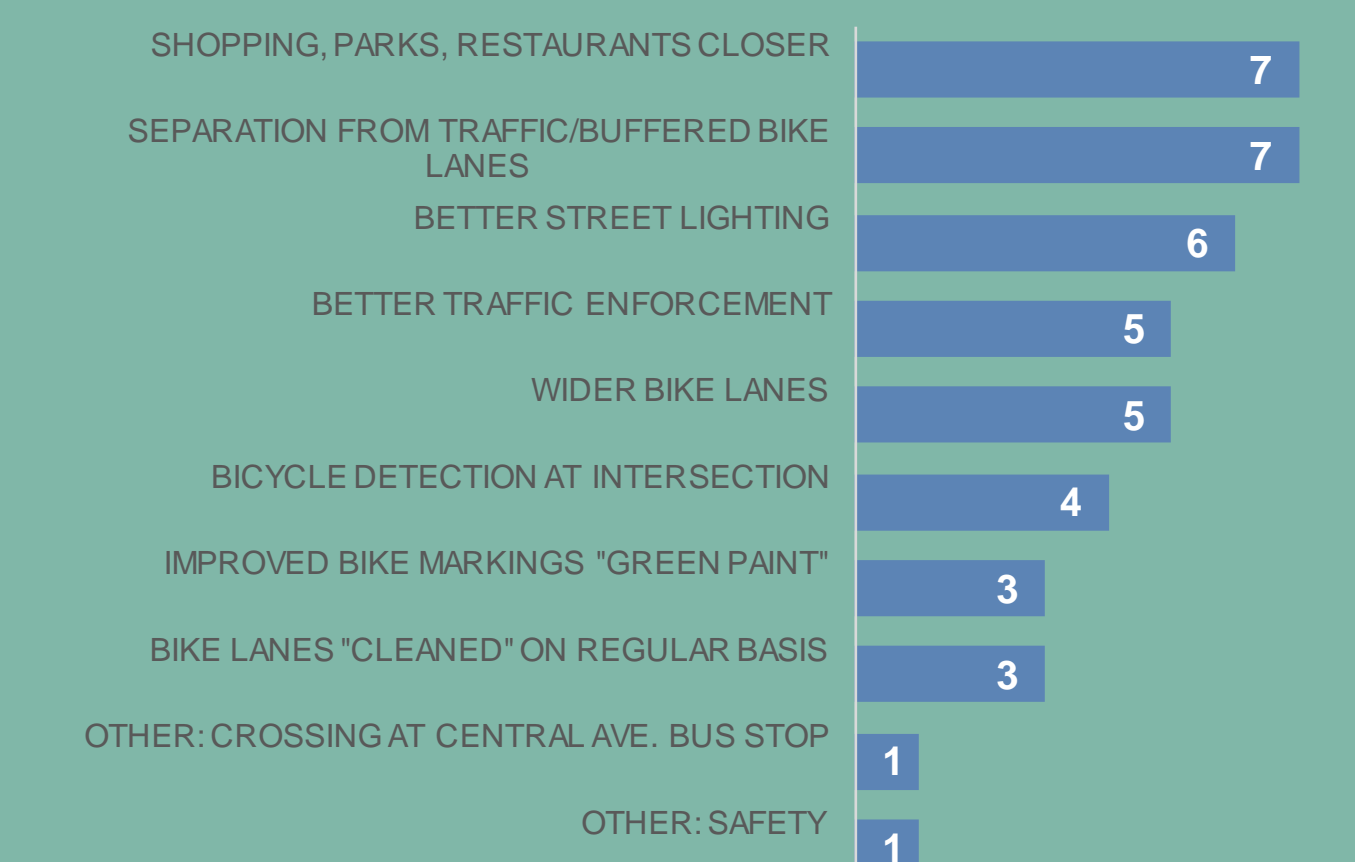 SHOPPING, PARKS, RESTAURANTS CLOSER
7
SEPARATION FROM TRAFFIC/BUFFERED BIKE
LANES
7
BETTER STREET LIGHTING
6
BETTER TRAFFIC ENFORCEMENT
5
WIDER BIKE LANES
5
BICYCLE DETECTION AT INTERSECTION
4
IMPROVED BIKE MARKINGS "GREEN PAINT"
3
BIKE LANES "CLEANED" ON REGULAR BASIS
3
OTHER: CROSSING AT CENTRAL AVE. BUS STOP
1
OTHER: SAFETY
1